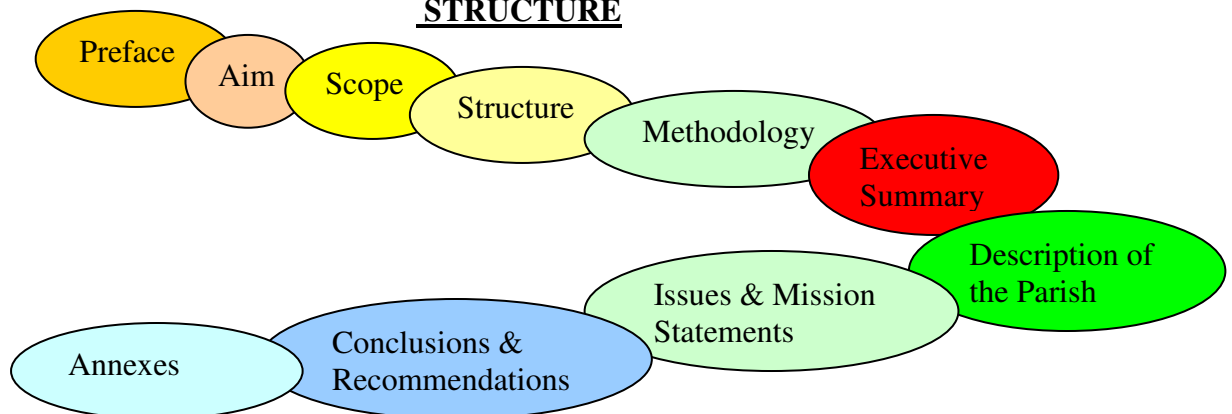 STRUCTURE
Preface
Aim
Scope
Structure
Methodology
Executive
Summary
Description of
the Parish
Issues & Mission
Statements
Conclusions &
Recommendations
Annexes